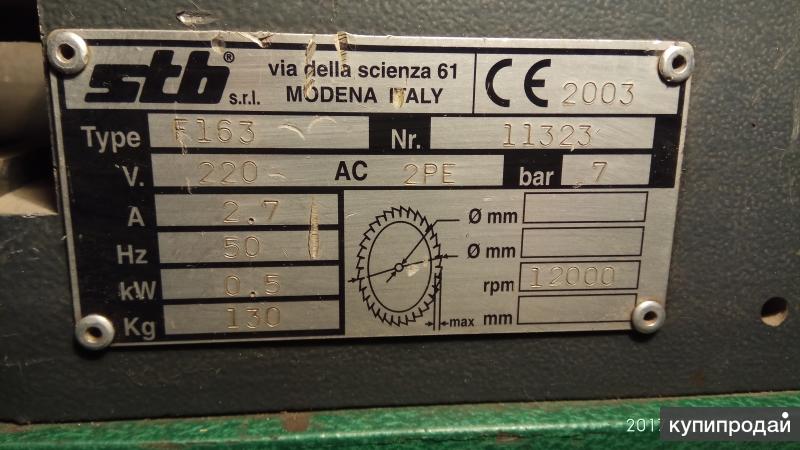 stb® s.r.l.
via della scienza 61
MODENA ITALY
CE 2003
Type F163 Nr. 11323
V. 220 AC 2PE bar 7
A 2.7
Hz 50
kW 0.5
Kg 130
Ø mm
Ø mm
rpm 12000
max mm
купипродай